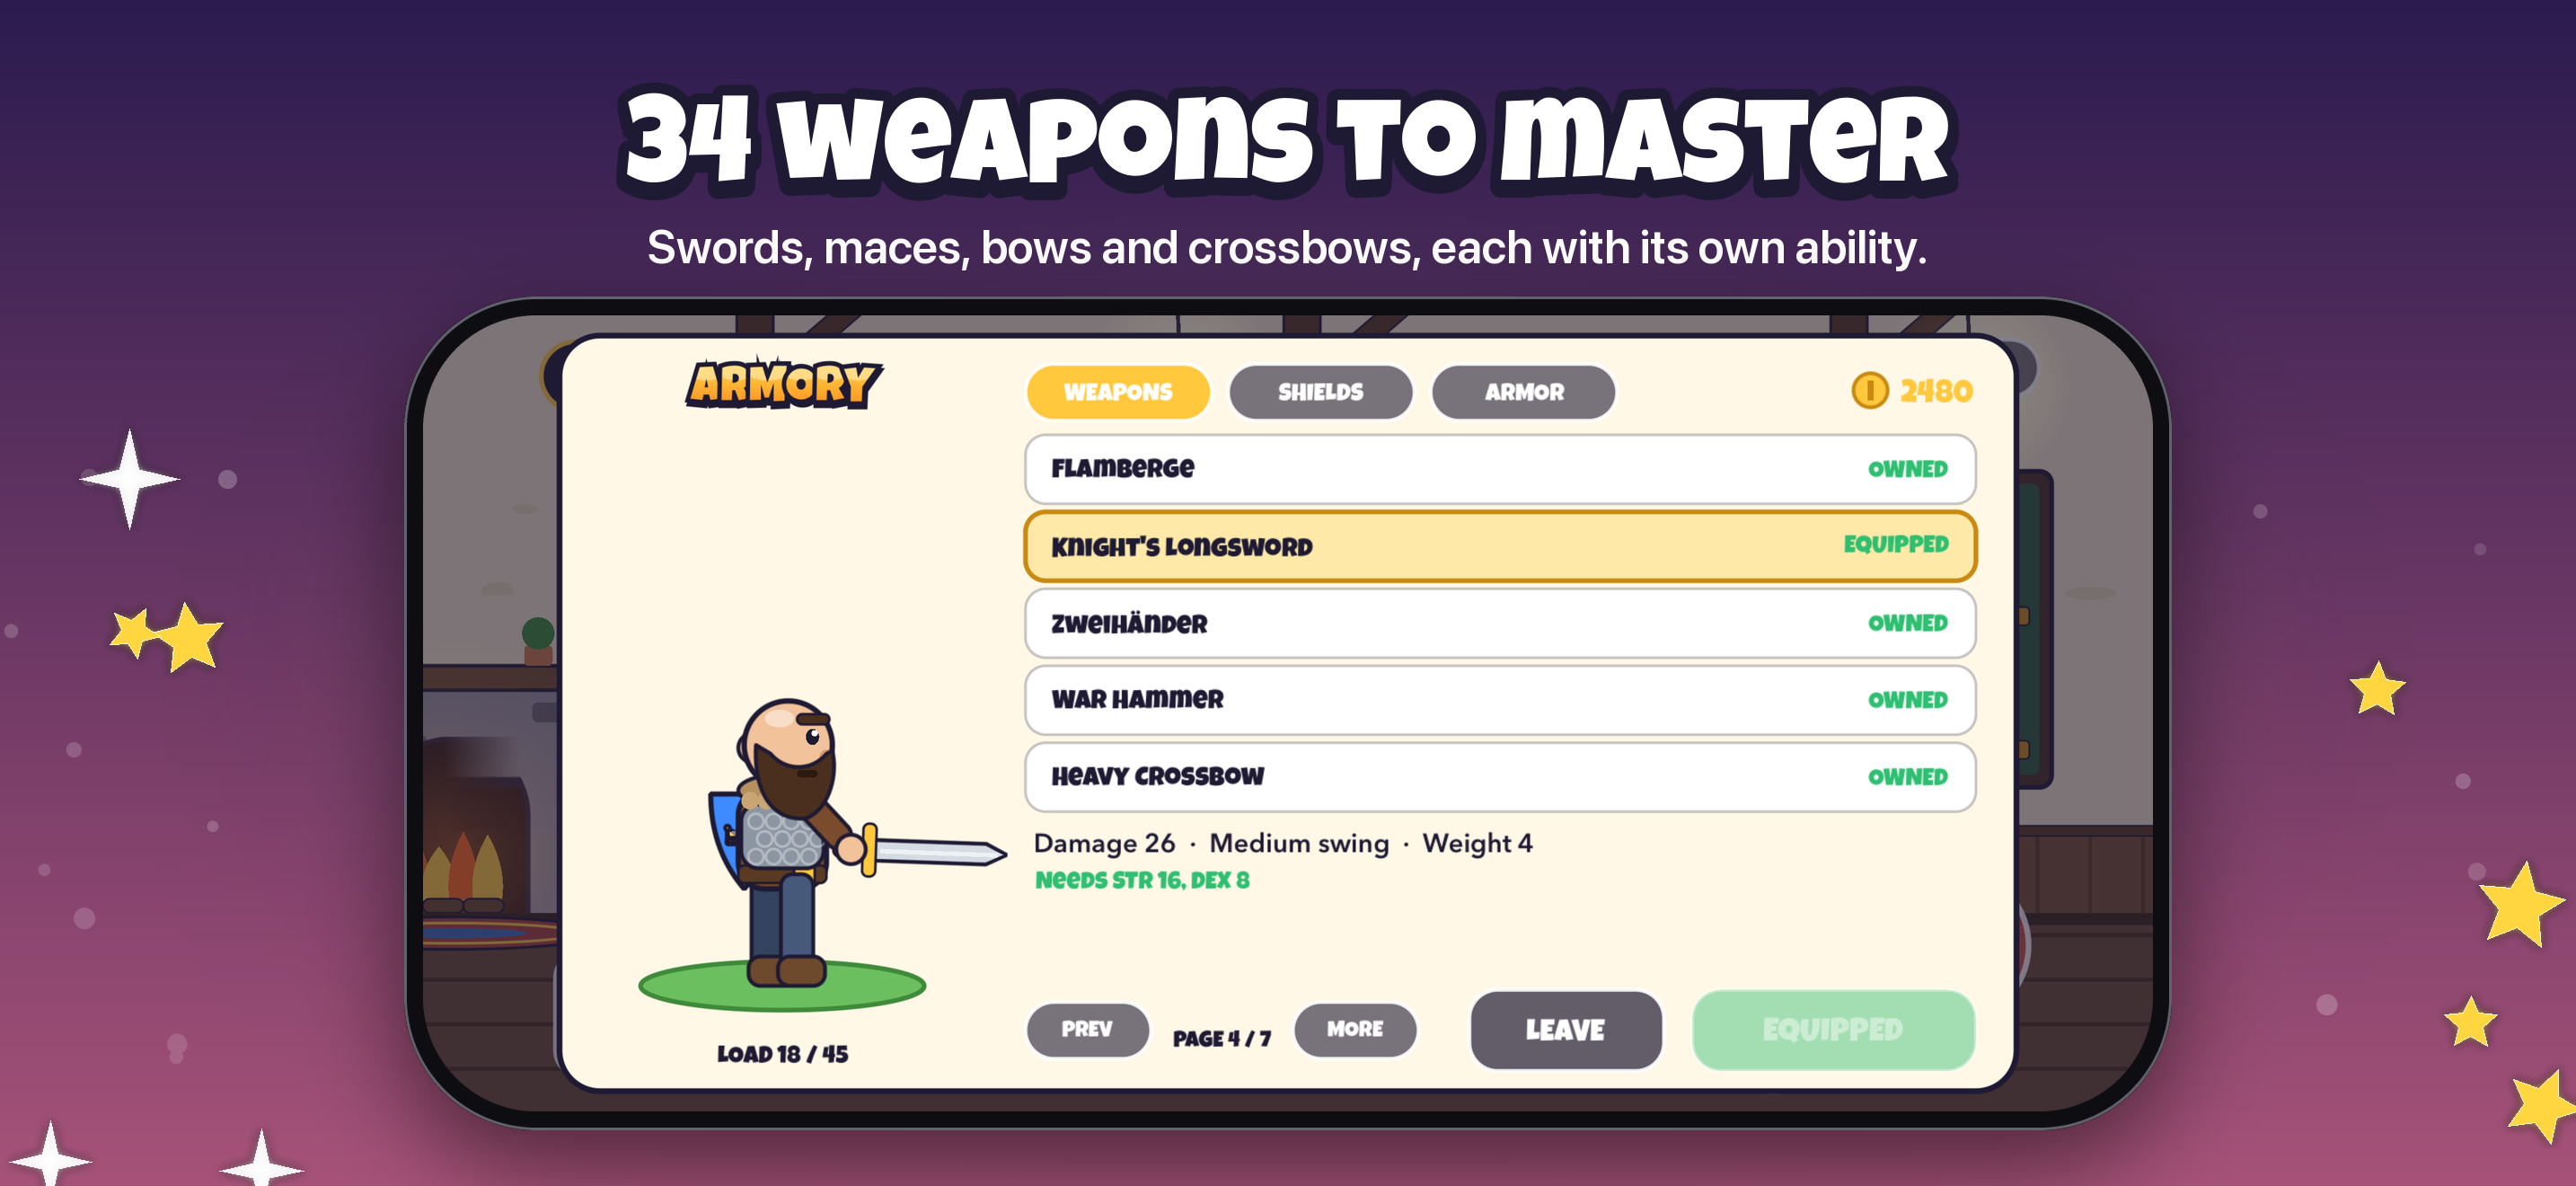 34 WEAPONS TO MASTER
Swords, maces, bows and crossbows, each with its own ability.
ARMORY
WEAPONS SHIELDS ARMOR 2480
FLAMBERGE OWNED
KNIGHT'S LONGSWORD EQUIPPED
ZWEIHÄNDER OWNED
WAR HAMMER OWNED
HEAVY CROSSBOW OWNED
Damage 26 · Medium swing · Weight 4
NEEDS STR 16, DEX 8
PREV PAGE 4 / 7 MORE LEAVE EQUIPPED
LOAD 18 / 45